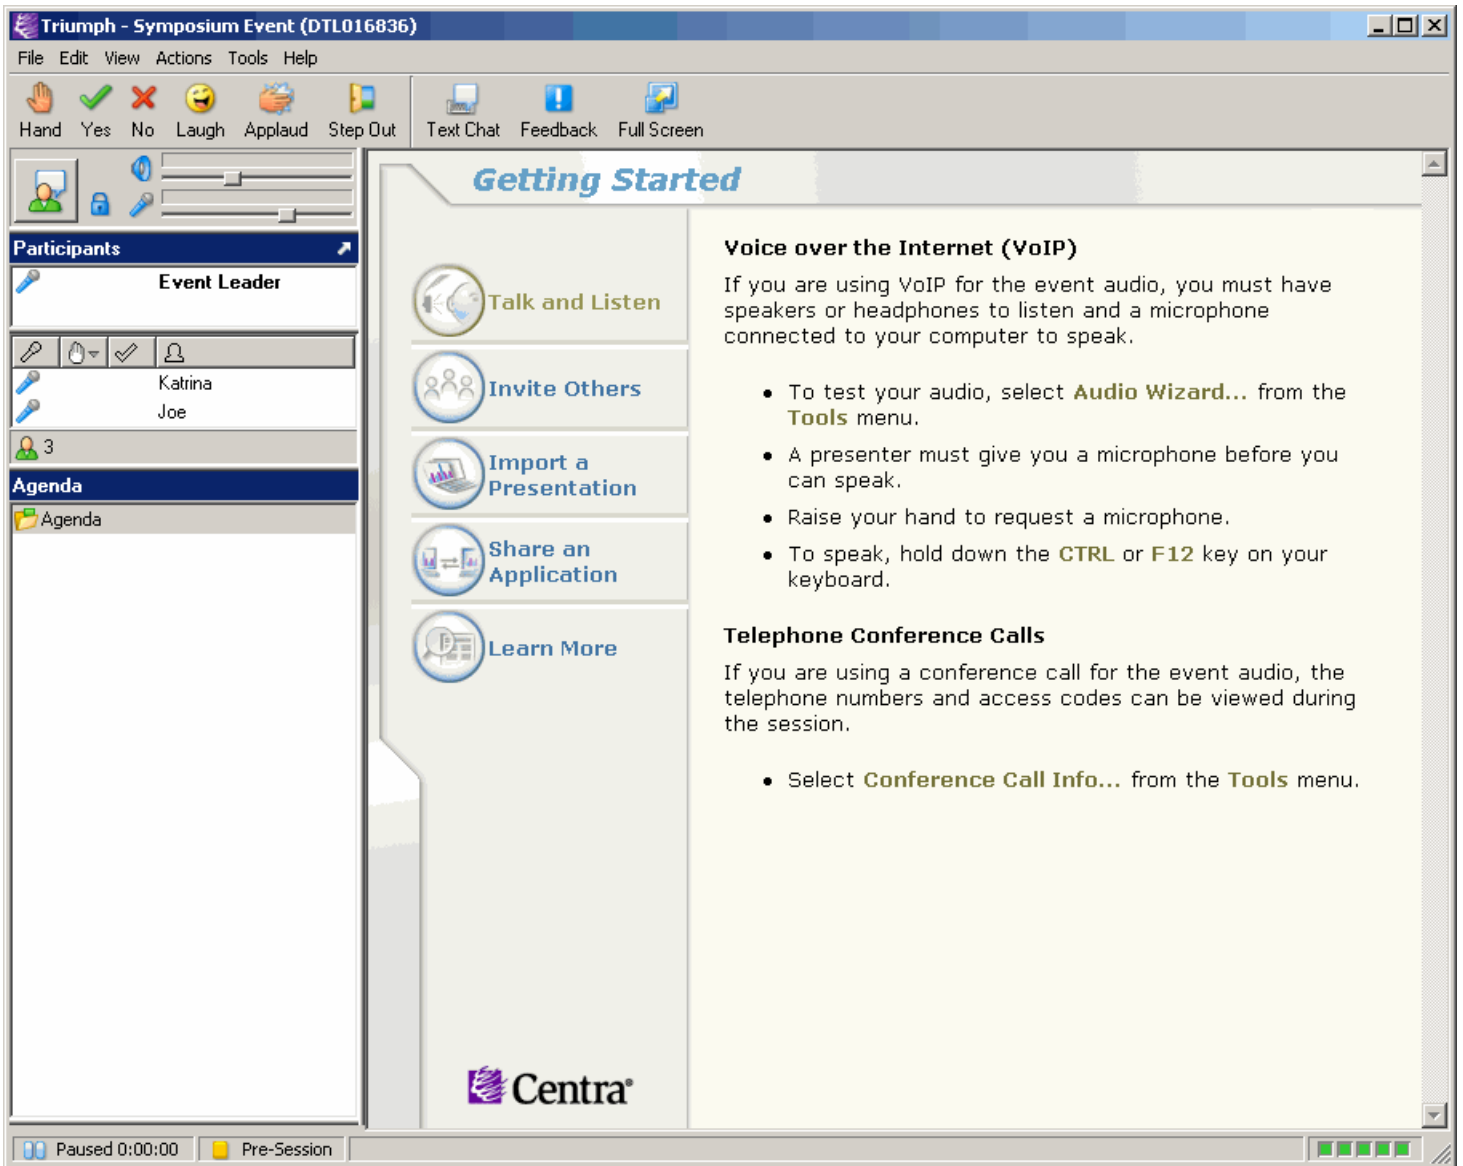 Triumph - Symposium Event (DTL016836)
File Edit View Actions Tools Help
Hand Yes No Laugh Applaud Step Out Text Chat Feedback Full Screen
Participants
Event Leader
Katrina
Joe
3
Agenda
Agenda
Getting Started
Talk and Listen
Invite Others
Import a
Presentation
Share an
Application
Learn More
Centra®
Voice over the Internet (VoIP)
If you are using VoIP for the event audio, you must have
speakers or headphones to listen and a microphone
connected to your computer to speak.
• To test your audio, select Audio Wizard... from the
Tools menu.
• A presenter must give you a microphone before you
can speak.
• Raise your hand to request a microphone.
• To speak, hold down the CTRL or F12 key on your
keyboard.
Telephone Conference Calls
If you are using a conference call for the event audio, the
telephone numbers and access codes can be viewed during
the session.
• Select Conference Call Info... from the Tools menu.
Paused 0:00:00 Pre-Session